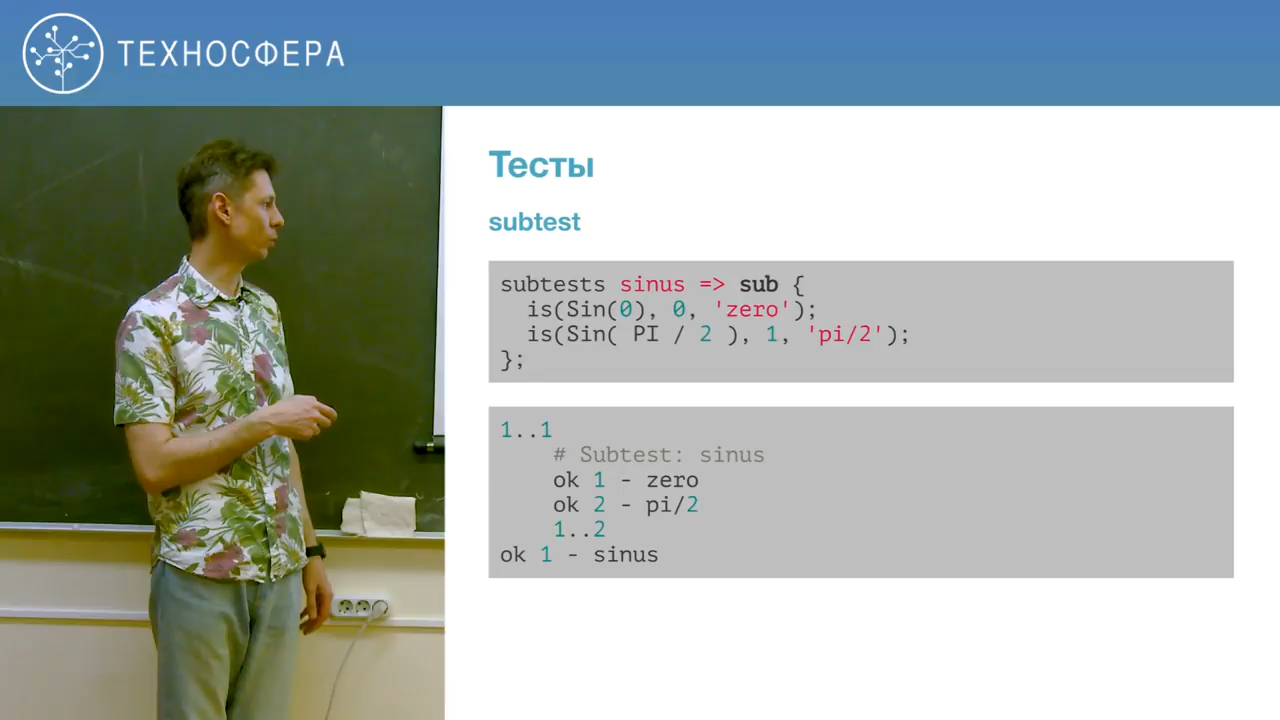 ТЕХНОСФЕРА
Тесты
subtest
subtests sinus => sub {
  is(Sin(0), 0, 'zero');
  is(Sin( PI / 2 ), 1, 'pi/2');
};
1..1
    # Subtest: sinus
    ok 1 - zero
    ok 2 - pi/2
    1..2
ok 1 - sinus